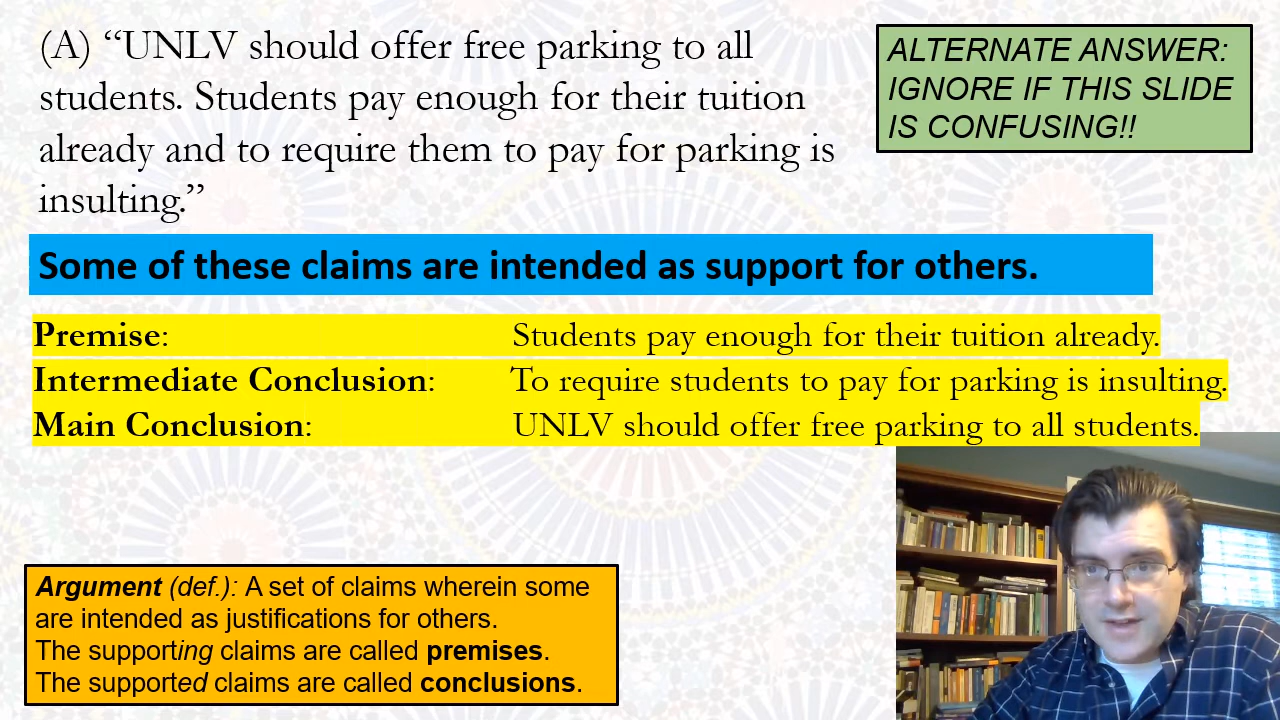 (A) “UNLV should offer free parking to all
students. Students pay enough for their tuition
already and to require them to pay for parking is
insulting.”
ALTERNATE ANSWER:
IGNORE IF THIS SLIDE
IS CONFUSING!!
Some of these claims are intended as support for others.
Premise: Students pay enough for their tuition already.
Intermediate Conclusion: To require students to pay for parking is insulting.
Main Conclusion: UNLV should offer free parking to all students.
Argument (def.): A set of claims wherein some
are intended as justifications for others.
The supporting claims are called premises.
The supported claims are called conclusions.